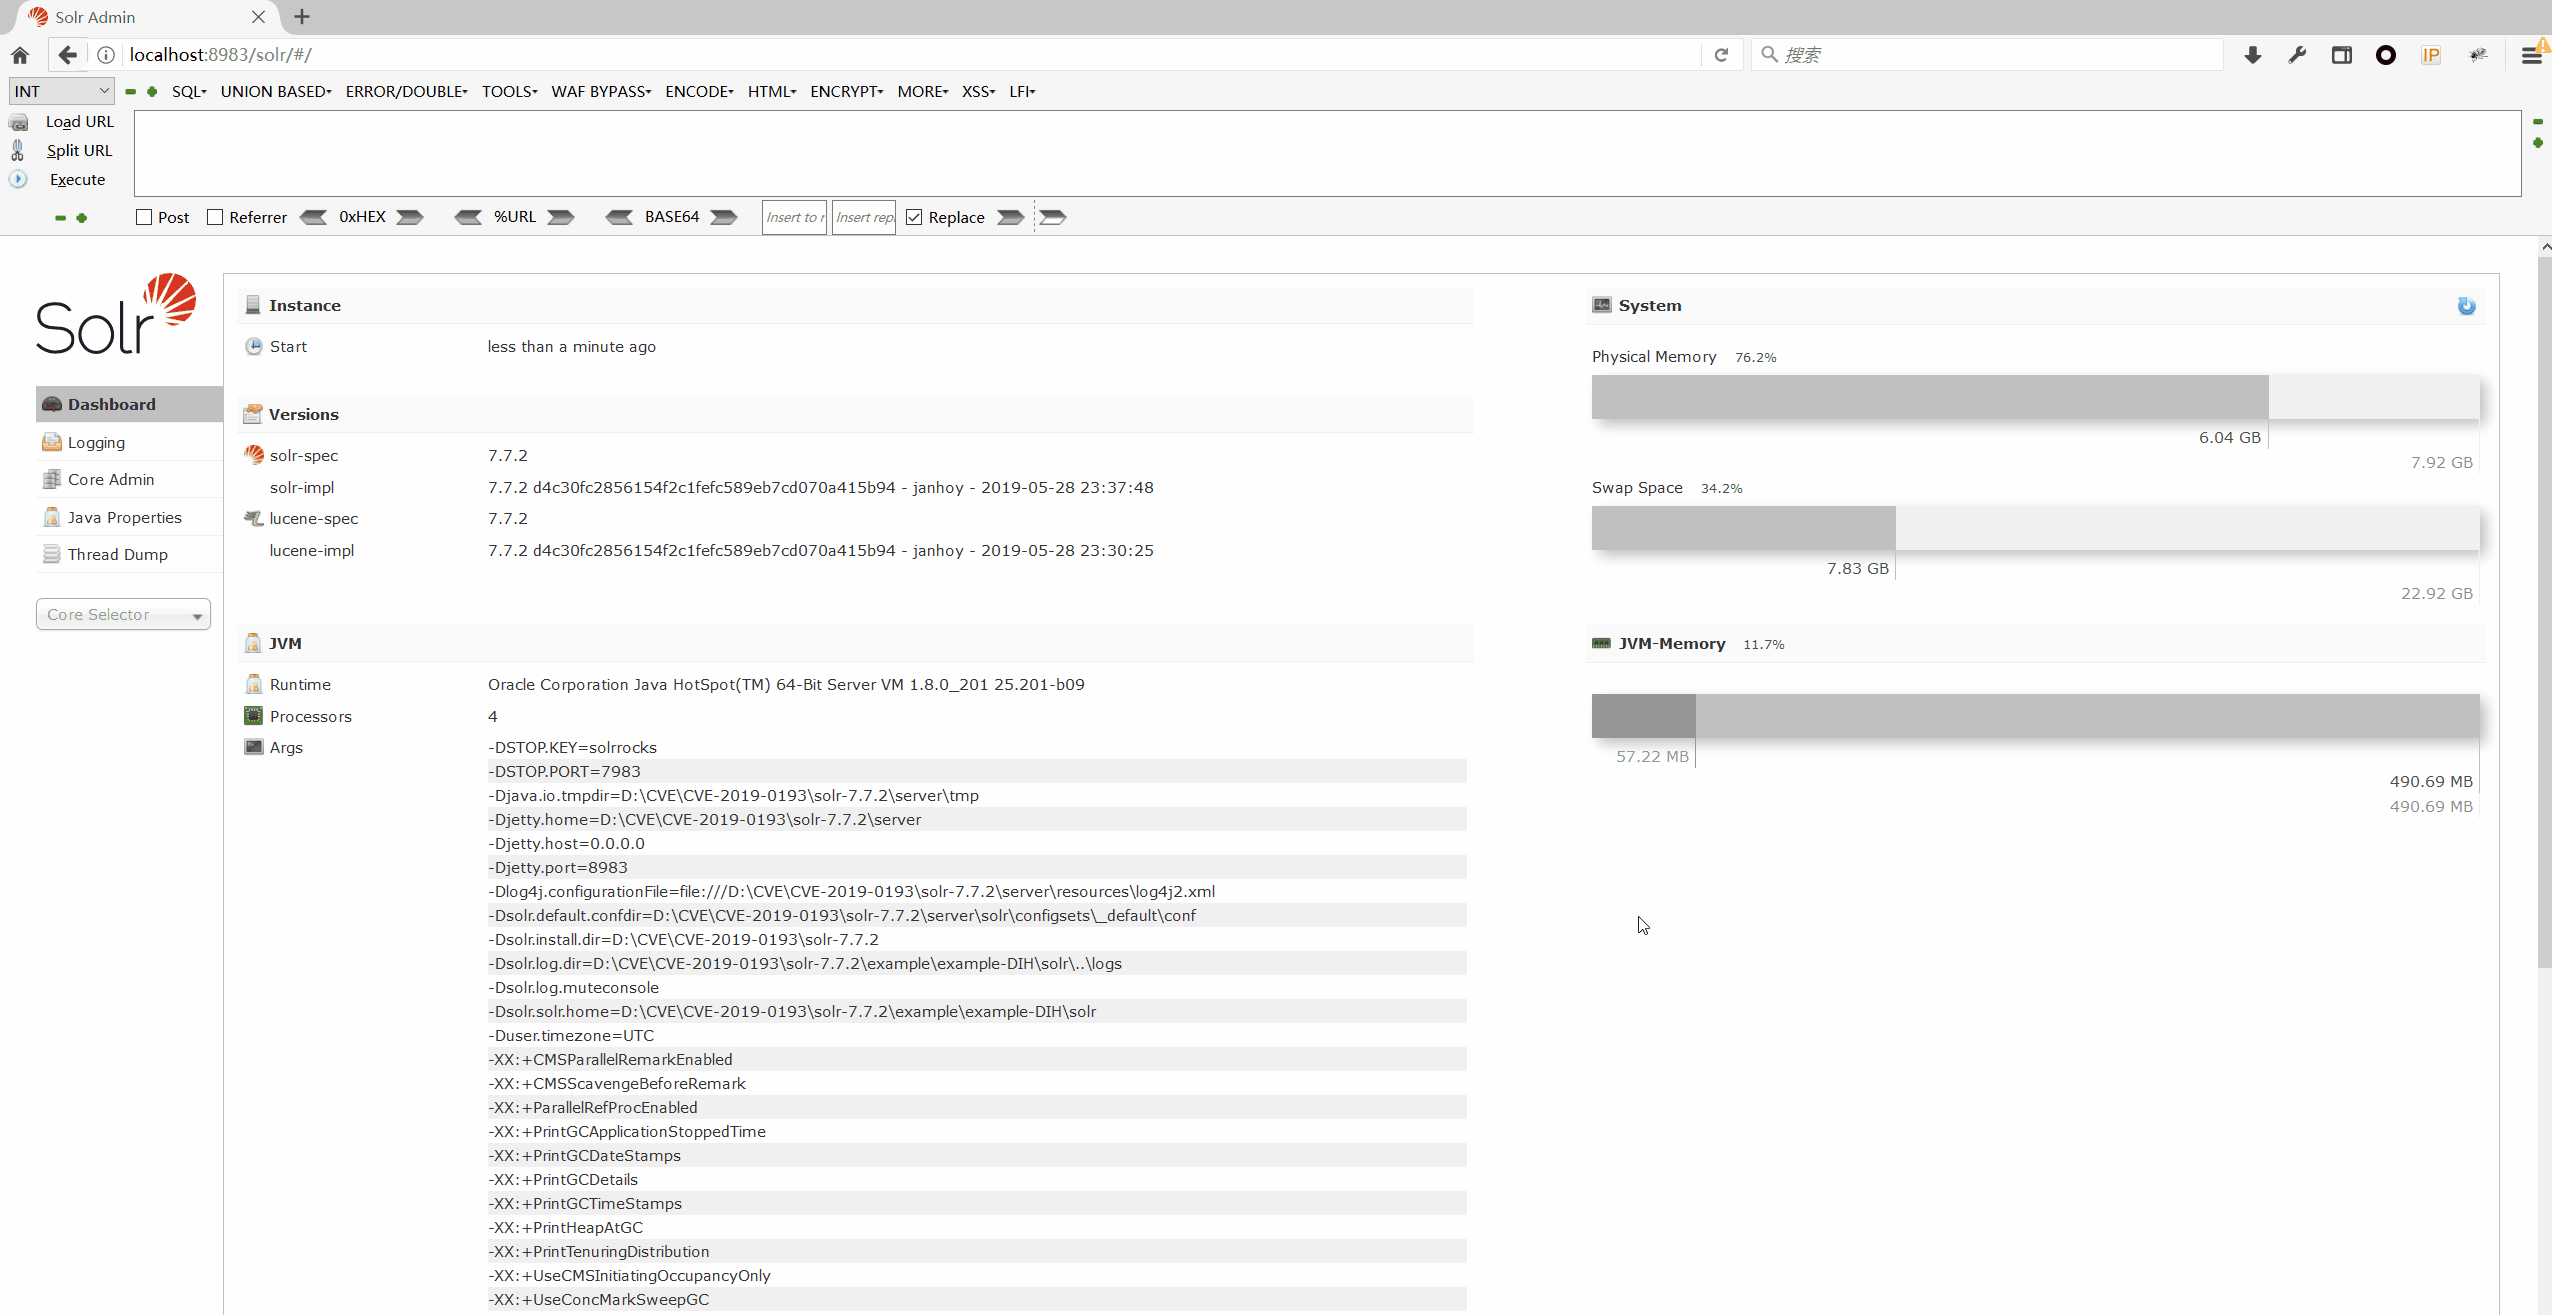 Solr Admin
localhost:8983/solr/#/
搜索
IP
INT
SQL UNION BASED ERROR/DOUBLE TOOLS WAF BYPASS ENCODE HTML ENCRYPT MORE XSS LFI
Load URL
Split URL
Execute
Post Referrer 0xHEX %URL BASE64 Insert to r Insert rep Replace
Solr
Dashboard
Logging
Core Admin
Java Properties
Thread Dump
Core Selector
Instance
Start less than a minute ago
Versions
solr-spec 7.7.2
solr-impl 7.7.2 d4c30fc2856154f2c1fefc589eb7cd070a415b94 - janhoy - 2019-05-28 23:37:48
lucene-spec 7.7.2
lucene-impl 7.7.2 d4c30fc2856154f2c1fefc589eb7cd070a415b94 - janhoy - 2019-05-28 23:30:25
JVM
Runtime Oracle Corporation Java HotSpot(TM) 64-Bit Server VM 1.8.0_201 25.201-b09
Processors 4
Args -DSTOP.KEY=solrrocks
-DSTOP.PORT=7983
-Djava.io.tmpdir=D:\CVE\CVE-2019-0193\solr-7.7.2\server\tmp
-Djetty.home=D:\CVE\CVE-2019-0193\solr-7.7.2\server
-Djetty.host=0.0.0.0
-Djetty.port=8983
-Dlog4j.configurationFile=file:///D:\CVE\CVE-2019-0193\solr-7.7.2\server\resources\log4j2.xml
-Dsolr.default.confdir=D:\CVE\CVE-2019-0193\solr-7.7.2\server\solr\configsets\_default\conf
-Dsolr.install.dir=D:\CVE\CVE-2019-0193\solr-7.7.2
-Dsolr.log.dir=D:\CVE\CVE-2019-0193\solr-7.7.2\example\example-DIH\solr\..\logs
-Dsolr.log.muteconsole
-Dsolr.solr.home=D:\CVE\CVE-2019-0193\solr-7.7.2\example\example-DIH\solr
-Duser.timezone=UTC
-XX:+CMSParallelRemarkEnabled
-XX:+CMSScavengeBeforeRemark
-XX:+ParallelRefProcEnabled
-XX:+PrintGCApplicationStoppedTime
-XX:+PrintGCDateStamps
-XX:+PrintGCDetails
-XX:+PrintGCTimeStamps
-XX:+PrintHeapAtGC
-XX:+PrintTenuringDistribution
-XX:+UseCMSInitiatingOccupancyOnly
-XX:+UseConcMarkSweepGC
System
Physical Memory 76.2%
6.04 GB
7.92 GB
Swap Space 34.2%
7.83 GB
22.92 GB
JVM-Memory 11.7%
57.22 MB
490.69 MB
490.69 MB